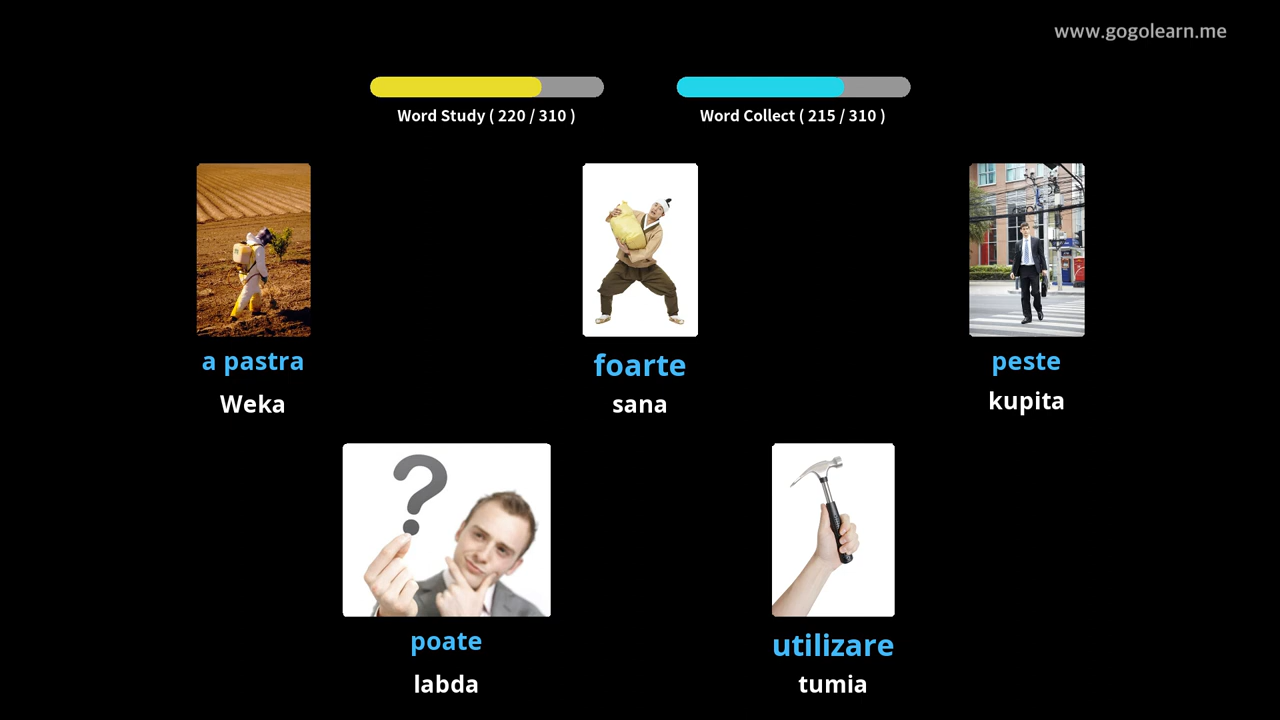 www.gogolearn.me
Word Study ( 220 / 310 )
Word Collect ( 215 / 310 )
a pastra
Weka
foarte
sana
peste
kupita
poate
labda
utilizare
tumia